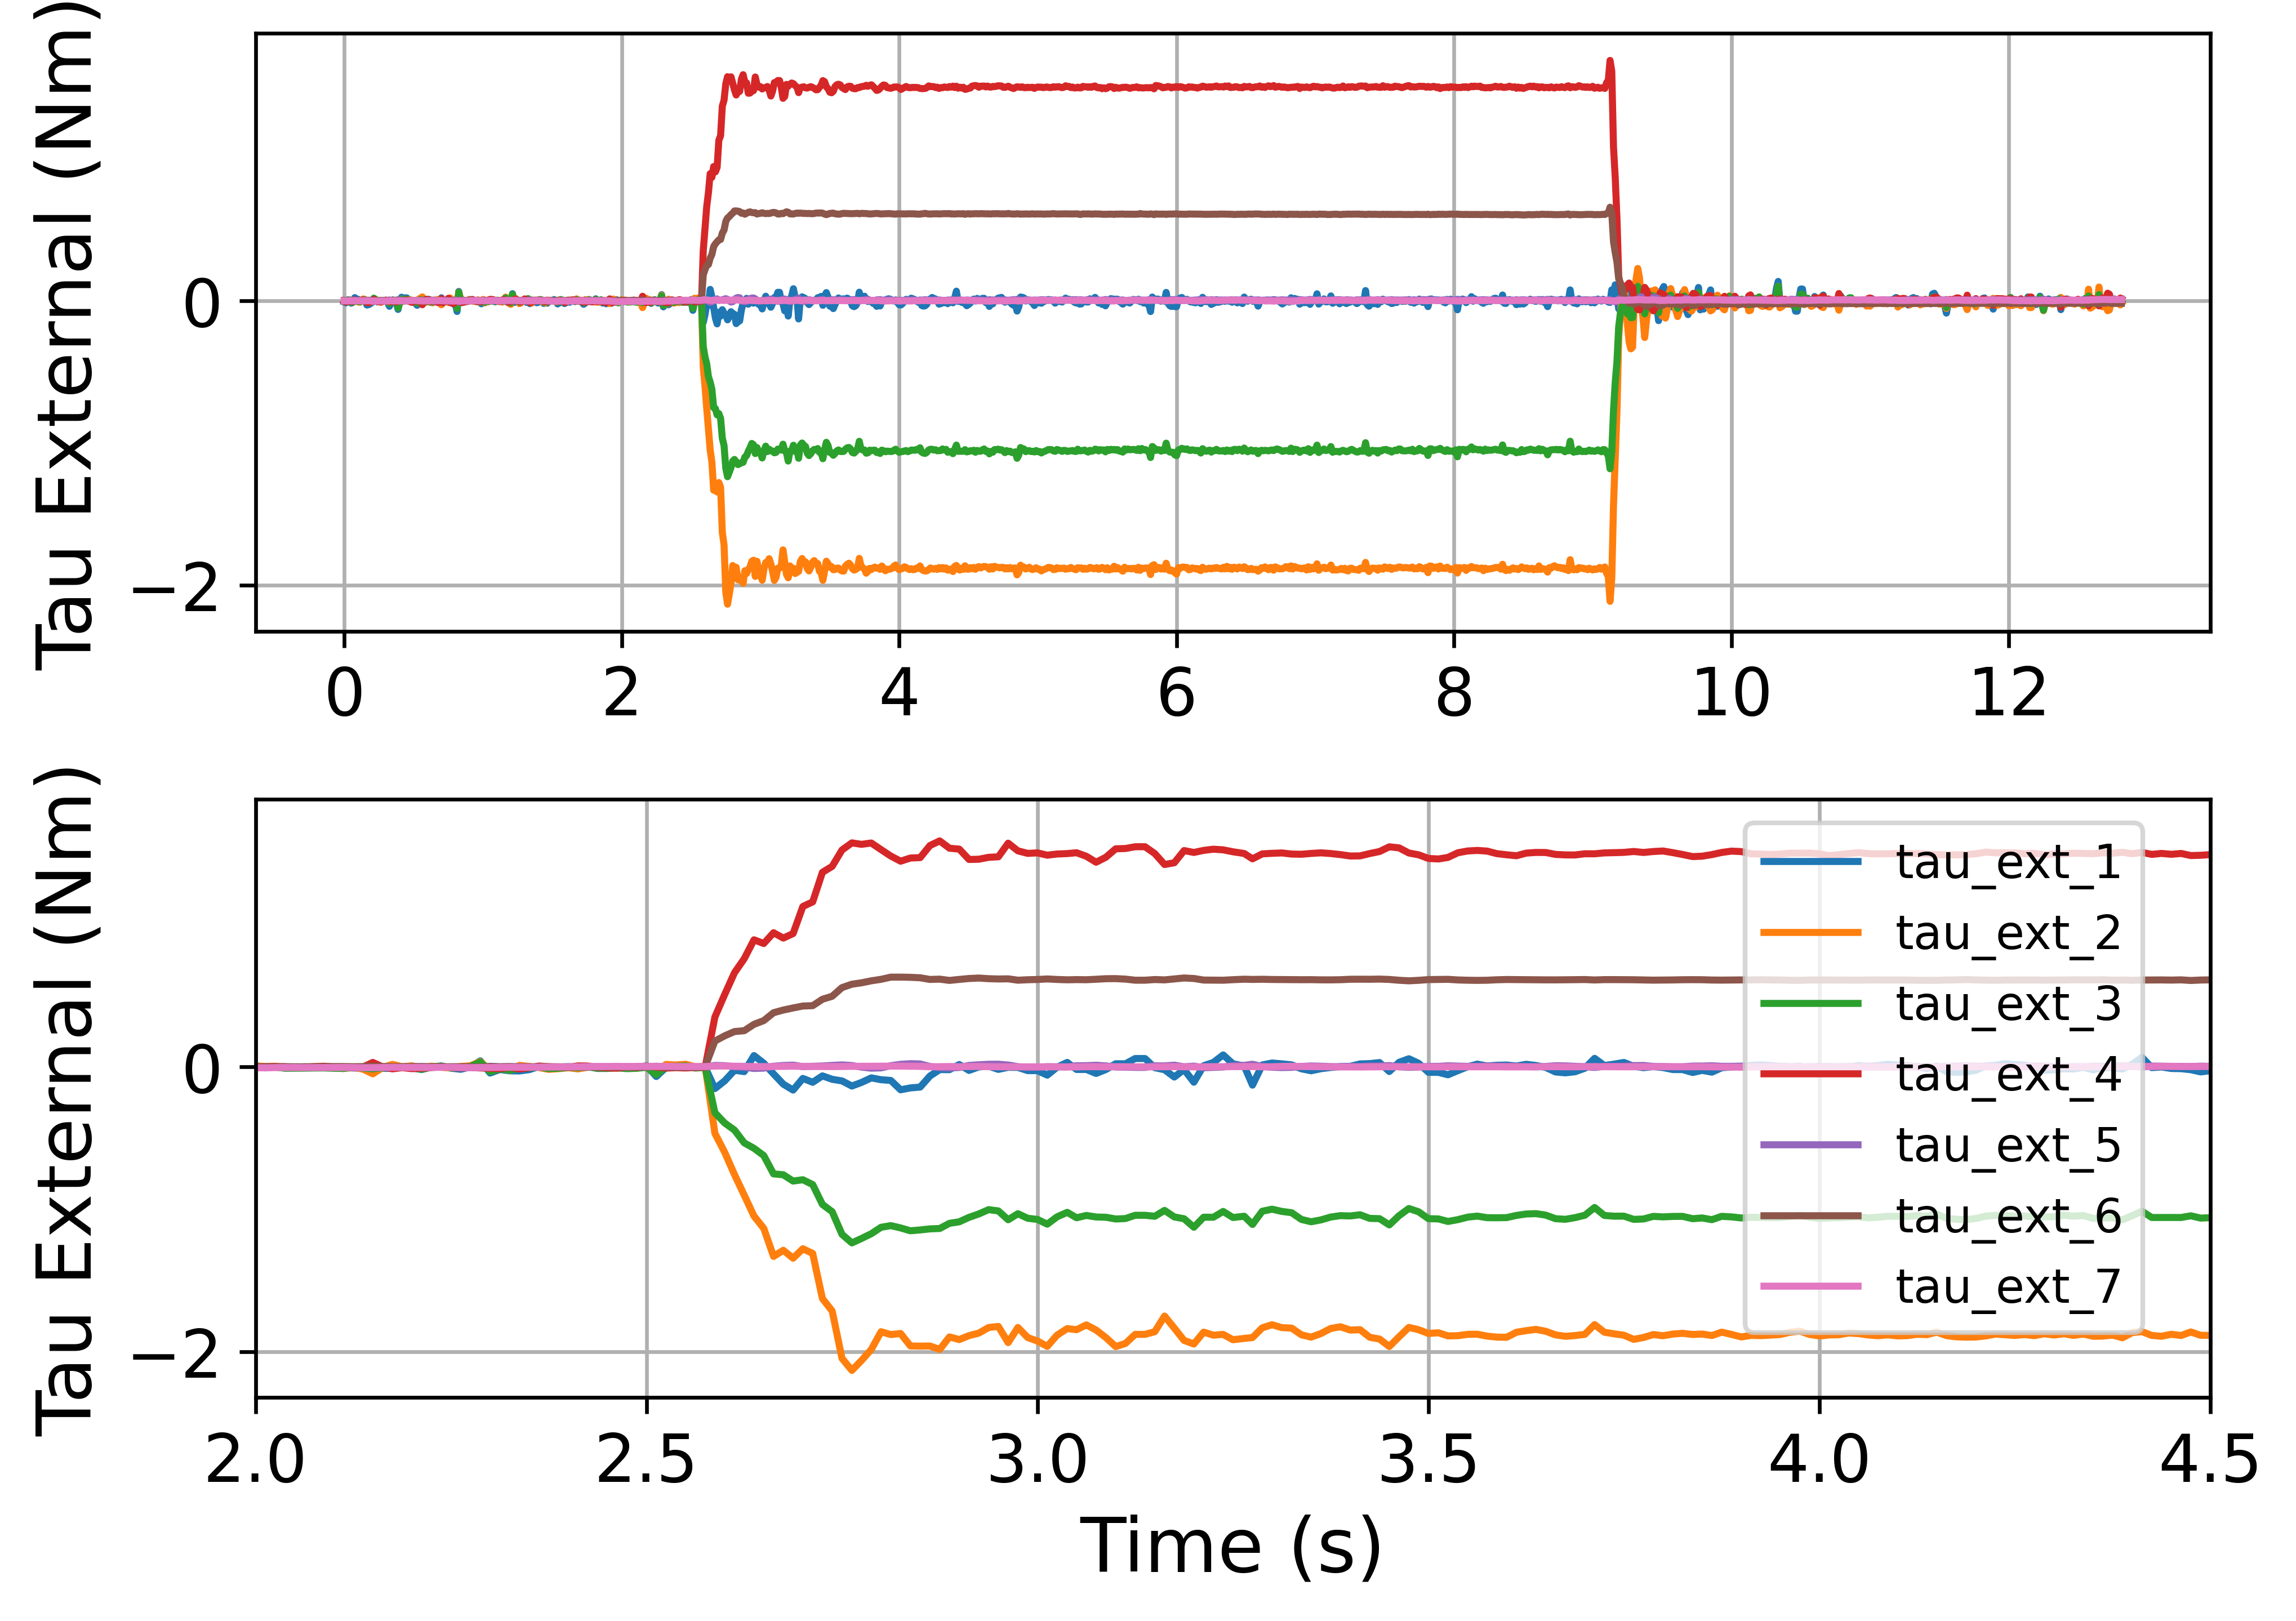 Tau External (Nm)
0
−2
0 2 4 6 8 10 12
Tau External (Nm)
0
−2
tau_ext_1
tau_ext_2
tau_ext_3
tau_ext_4
tau_ext_5
tau_ext_6
tau_ext_7
2.0 2.5 3.0 3.5 4.0 4.5
Time (s)